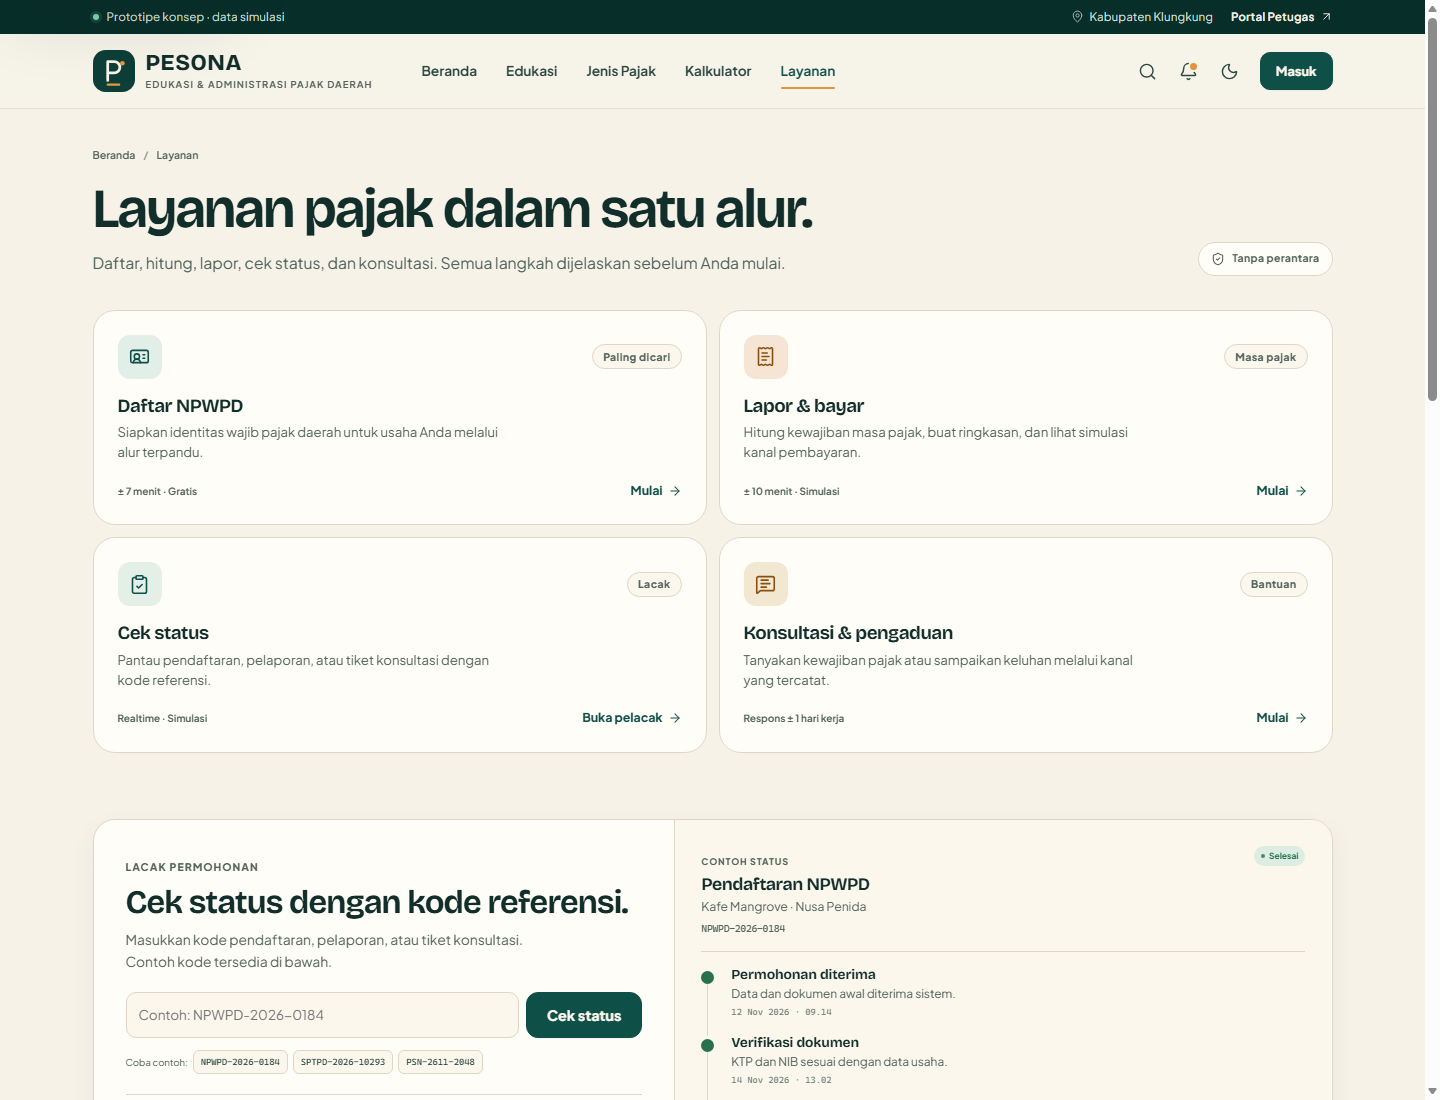 Prototipe konsep · data simulasi
Kabupaten Klungkung
Portal Petugas
PESONA
EDUKASI & ADMINISTRASI PAJAK DAERAH
Beranda
Edukasi
Jenis Pajak
Kalkulator
Layanan
Masuk
Beranda / Layanan
Layanan pajak dalam satu alur.
Daftar, hitung, lapor, cek status, dan konsultasi. Semua langkah dijelaskan sebelum Anda mulai.
Tanpa perantara
Paling dicari
Daftar NPWPD
Siapkan identitas wajib pajak daerah untuk usaha Anda melalui
alur terpandu.
± 7 menit · Gratis
Mulai
Masa pajak
Lapor & bayar
Hitung kewajiban masa pajak, buat ringkasan, dan lihat simulasi
kanal pembayaran.
± 10 menit · Simulasi
Mulai
Lacak
Cek status
Pantau pendaftaran, pelaporan, atau tiket konsultasi dengan
kode referensi.
Realtime · Simulasi
Buka pelacak
Bantuan
Konsultasi & pengaduan
Tanyakan kewajiban pajak atau sampaikan keluhan melalui kanal
yang tercatat.
Respons ± 1 hari kerja
Mulai
LACAK PERMOHONAN
Cek status dengan kode referensi.
Masukkan kode pendaftaran, pelaporan, atau tiket konsultasi.
Contoh kode tersedia di bawah.
Contoh: NPWPD-2026-0184
Cek status
Coba contoh:
NPWPD-2026-0184
SPTPD-2026-10293
PSN-2611-2048
CONTOH STATUS
Selesai
Pendaftaran NPWPD
Kafe Mangrove · Nusa Penida
NPWPD-2026-0184
Permohonan diterima
Data dan dokumen awal diterima sistem.
12 Nov 2026 · 09.14
Verifikasi dokumen
KTP dan NIB sesuai dengan data usaha.
14 Nov 2026 · 13.02